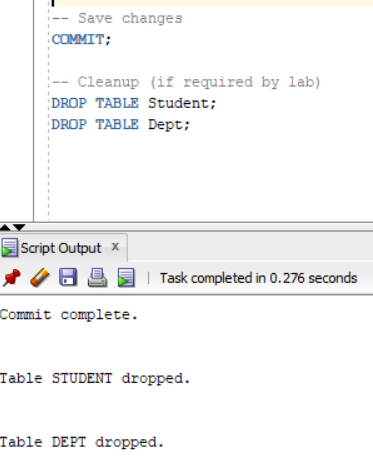 -- Save changes
COMMIT;
-- Cleanup (if required by lab)
DROP TABLE Student;
DROP TABLE Dept;
Script Output x
Task completed in 0.276 seconds
Commit complete.
Table STUDENT dropped.
Table DEPT dropped.